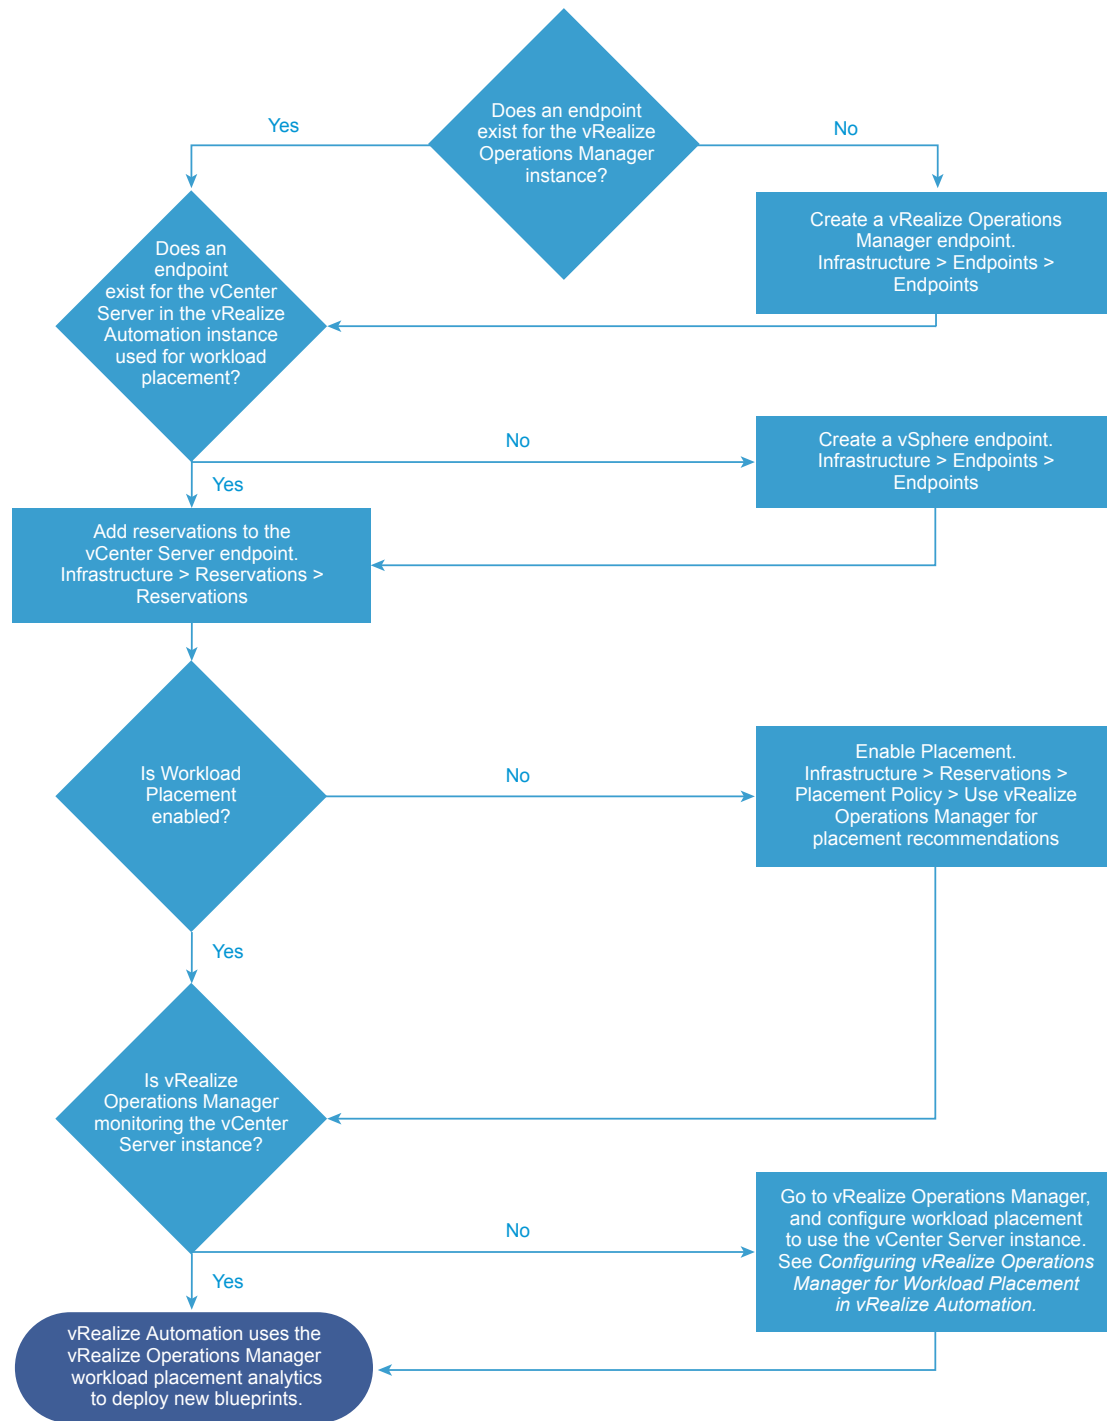 Does an endpoint
exist for the vRealize
Operations Manager
instance?
Yes
No
Create a vRealize Operations
Manager endpoint.
Infrastructure > Endpoints >
Endpoints
Does an
endpoint
exist for the vCenter
Server in the vRealize
Automation instance
used for workload
placement?
No
Yes
Create a vSphere endpoint.
Infrastructure > Endpoints >
Endpoints
Add reservations to the
vCenter Server endpoint.
Infrastructure > Reservations >
Reservations
Is Workload
Placement
enabled?
No
Enable Placement.
Infrastructure > Reservations >
Placement Policy > Use vRealize
Operations Manager for
placement recommendations
Yes
Is vRealize
Operations Manager
monitoring the vCenter
Server instance?
No
Go to vRealize Operations Manager,
and configure workload placement
to use the vCenter Server instance.
See Configuring vRealize Operations
Manager for Workload Placement
in vRealize Automation.
Yes
vRealize Automation uses the
vRealize Operations Manager
workload placement analytics
to deploy new blueprints.